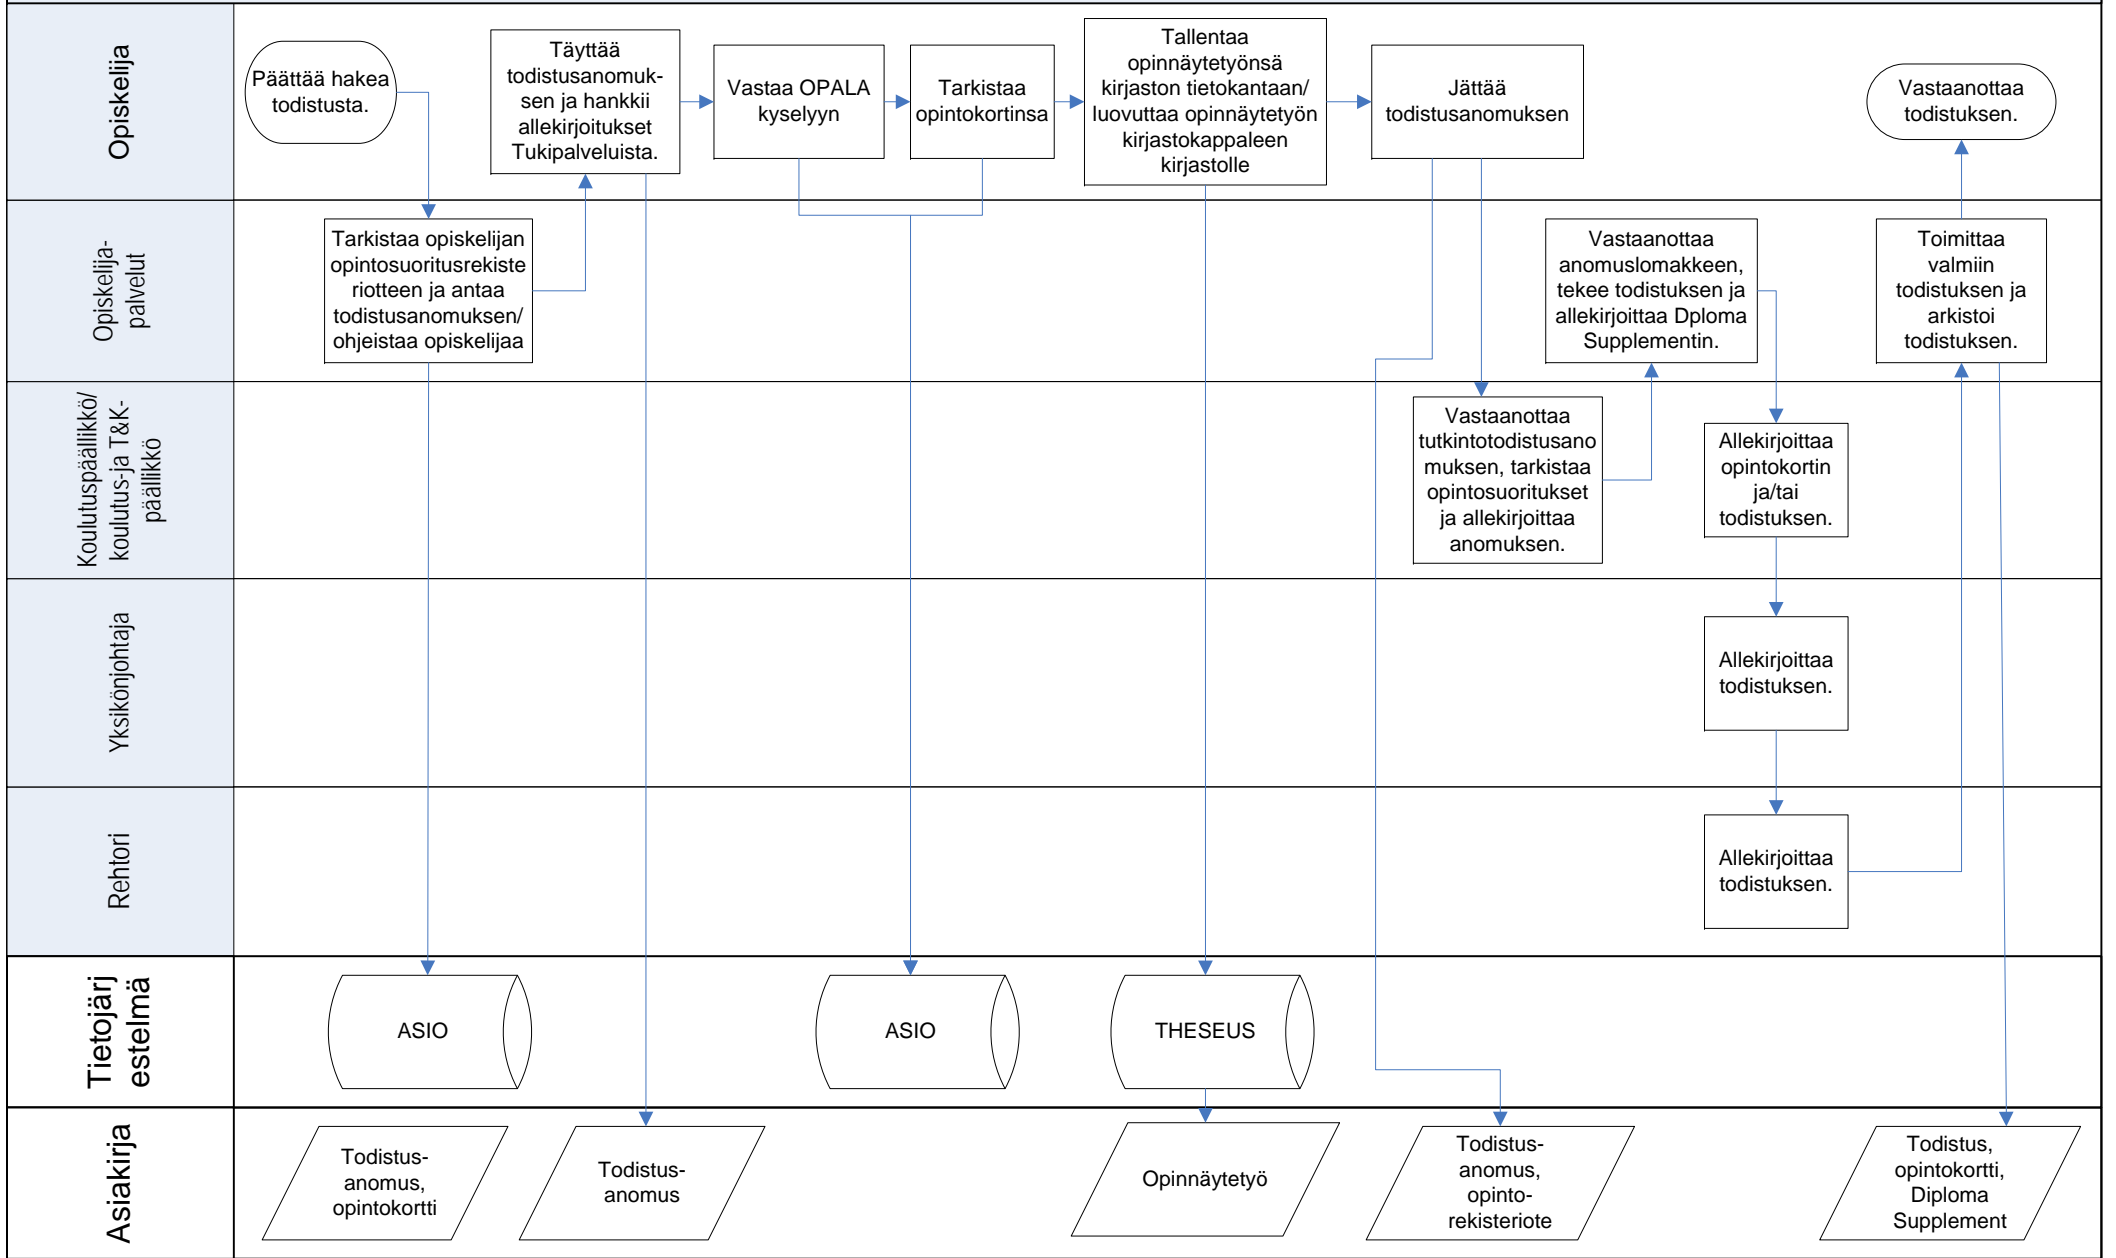 Opiskelija
Päättää hakea
todistusta.
Täyttää
todistusanomuk-
sen ja hankkii
allekirjoitukset
Tukipalveluista.
Vastaa OPALA
kyselyyn
Tarkistaa
opintokortinsa
Tallentaa
opinnäytetyönsä
kirjaston tietokantaan/
luovuttaa opinnäytetyön
kirjastokappaleen
kirjastolle
Jättää
todistusanomuksen
Vastaanottaa
todistuksen.
Opiskelija-
palvelut
Tarkistaa opiskelijan
opintosuoritusrekiste
riotteen ja antaa
todistusanomuksen/
ohjeistaa opiskelijaa
Vastaanottaa
anomuslomakkeen,
tekee todistuksen ja
allekirjoittaa Dploma
Supplementin.
Toimittaa
valmiin
todistuksen ja
arkistoi
todistuksen.
Koulutuspäällikkö/
koulutus-ja T&K-
päällikkö
Vastaanottaa
tutkintotodistusano
muksen, tarkistaa
opintosuoritukset
ja allekirjoittaa
anomuksen.
Allekirjoittaa
opintokortin
ja/tai
todistuksen.
Yksikönjohtaja
Allekirjoittaa
todistuksen.
Rehtori
Allekirjoittaa
todistuksen.
Tietojärj
estelmä
ASIO
ASIO
THESEUS
Asiakirja
Todistus-
anomus,
opintokortti
Todistus-
anomus
Opinnäytetyö
Todistus-
anomus,
opinto-
rekisteriote
Todistus,
opintokortti,
Diploma
Supplement